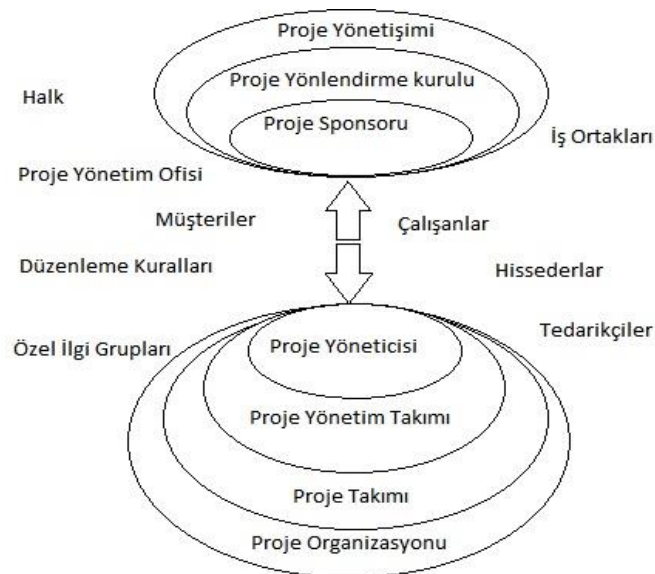 Proje Yönetişimi
Proje Yönlendirme kurulu
Halk
Proje Sponsoru
İş Ortakları
Proje Yönetim Ofisi
Müşteriler
Çalışanlar
Düzenleme Kuralları
Hissederlar
Tedarikçiler
Özel İlgi Grupları
Proje Yöneticisi
Proje Yönetim Takımı
Proje Takımı
Proje Organizasyonu